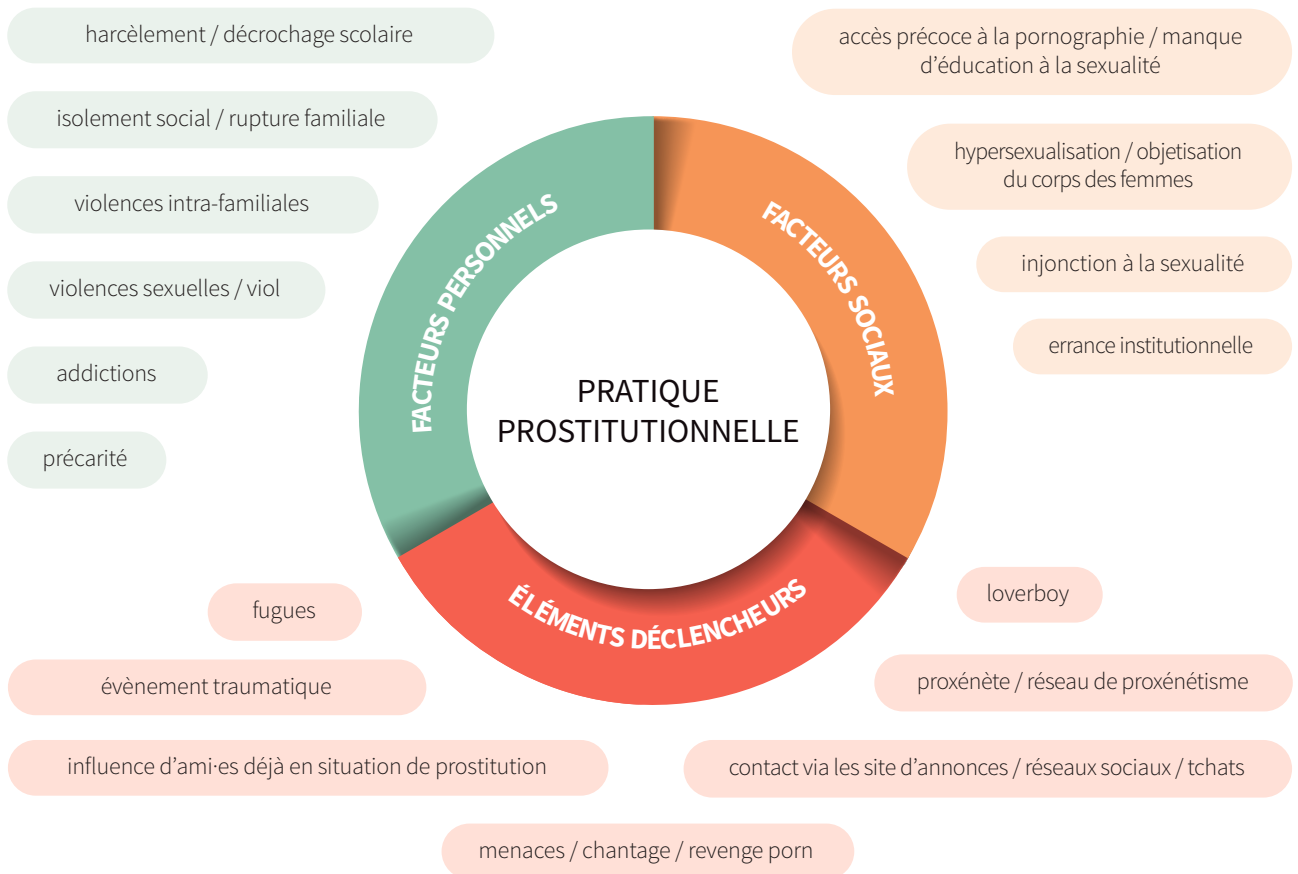 harcèlement / décrochage scolaire
isolement social / rupture familiale
violences intra-familiales
violences sexuelles / viol
addictions
précarité
FACTEURS PERSONNELS
accès précoce à la pornographie / manque
d'éducation à la sexualité
hypersexualisation / objetisation
du corps des femmes
injonction à la sexualité
errance institutionnelle
FACTEURS SOCIAUX
PRATIQUE
PROSTITUTIONNELLE
ÉLÉMENTS DÉCLENCHEURS
fugues
évènement traumatique
influence d'ami·es déjà en situation de prostitution
loverboy
proxénète / réseau de proxénétisme
contact via les site d'annonces / réseaux sociaux / tchats
menaces / chantage / revenge porn